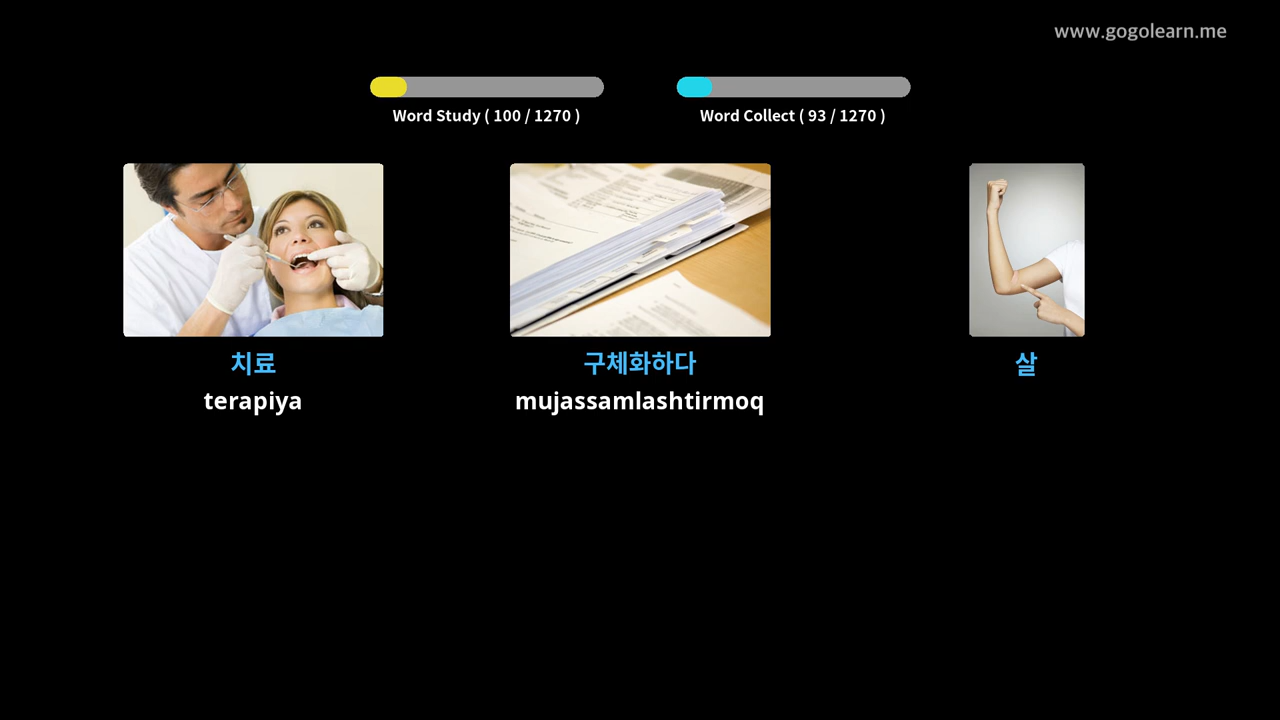 www.gogolearn.me
Word Study ( 100 / 1270 )
Word Collect ( 93 / 1270 )
치료
terapiya
구체화하다
mujassamlashtirmoq
살